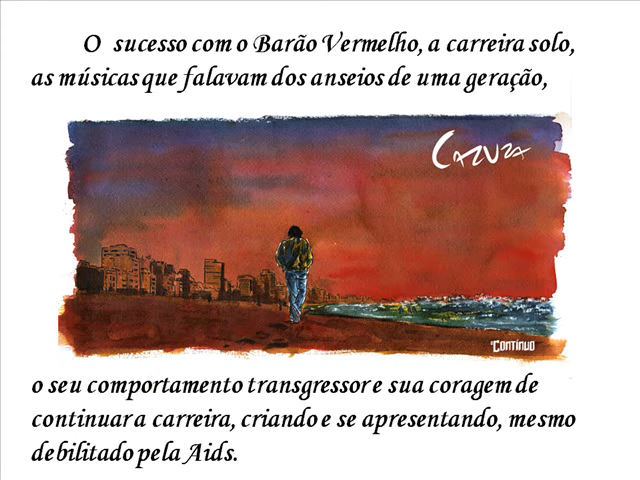 O sucesso com o Barão Vermelho, a carreira solo,
as músicas que falavam dos anseios de uma geração,
CAZUZA
Contínuo
o seu comportamento transgressor e sua coragem de
continuar a carreira, criando e se apresentando, mesmo
debilitado pela Aids.